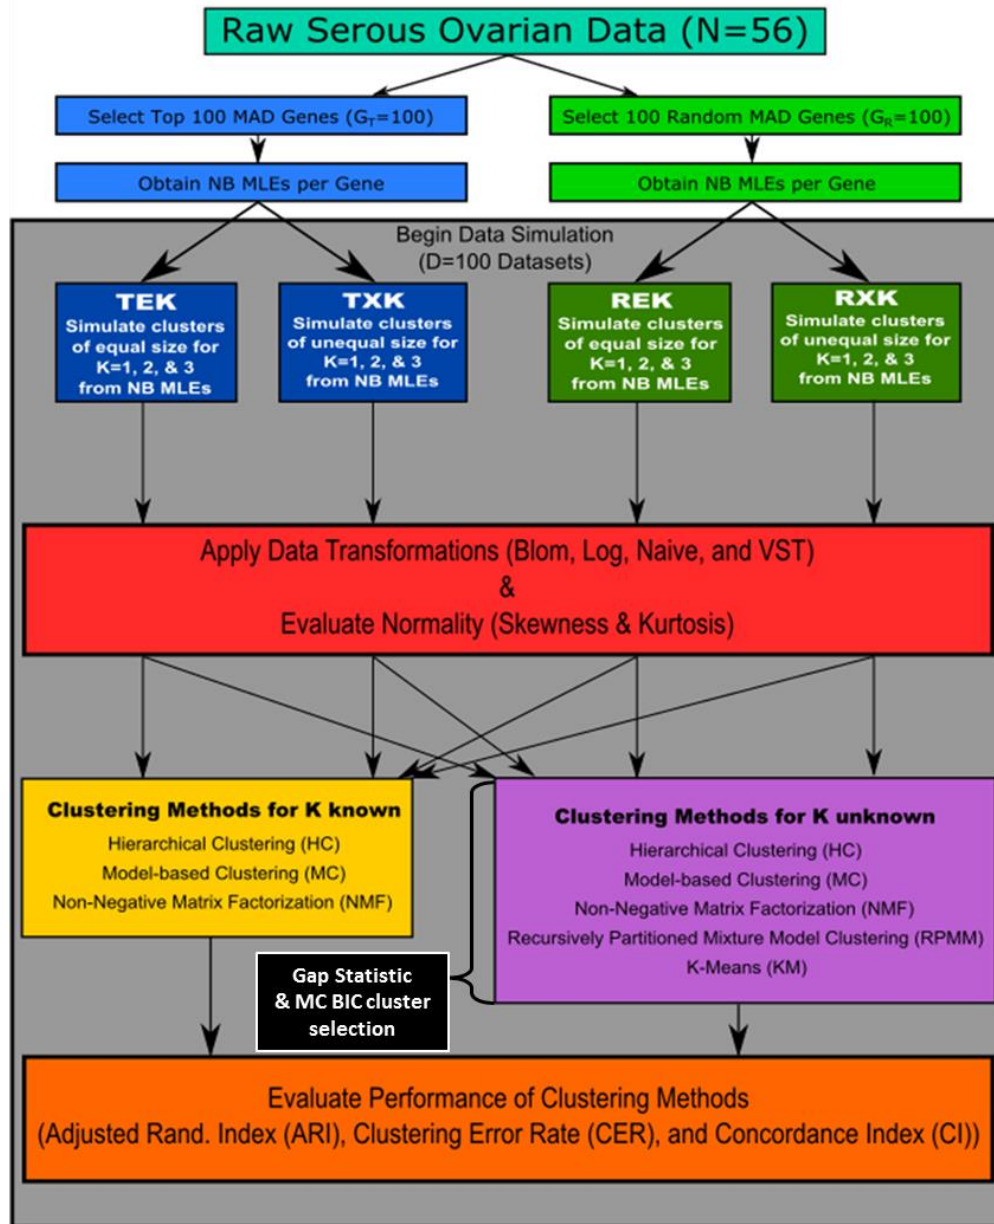 Raw Serous Ovarian Data (N=56)
Select Top 100 MAD Genes (G_T=100)
Select 100 Random MAD Genes (G_R=100)
Obtain NB MLEs per Gene
Obtain NB MLEs per Gene
Begin Data Simulation
(D=100 Datasets)
TEK
Simulate clusters
of equal size for
K=1, 2, & 3
from NB MLEs
TXK
Simulate clusters
of unequal size for
K=1, 2, & 3
from NB MLEs
REK
Simulate clusters
of equal size for
K=1, 2, & 3
from NB MLEs
RXK
Simulate clusters
of unequal size for
K=1, 2, & 3
from NB MLEs
Apply Data Transformations (Blom, Log, Naive, and VST)
&
Evaluate Normality (Skewness & Kurtosis)
Clustering Methods for K known
Hierarchical Clustering (HC)
Model-based Clustering (MC)
Non-Negative Matrix Factorization (NMF)
Clustering Methods for K unknown
Hierarchical Clustering (HC)
Model-based Clustering (MC)
Non-Negative Matrix Factorization (NMF)
Recursively Partitioned Mixture Model Clustering (RPMM)
K-Means (KM)
Gap Statistic
& MC BIC cluster
selection
Evaluate Performance of Clustering Methods
(Adjusted Rand. Index (ARI), Clustering Error Rate (CER), and Concordance Index (CI))